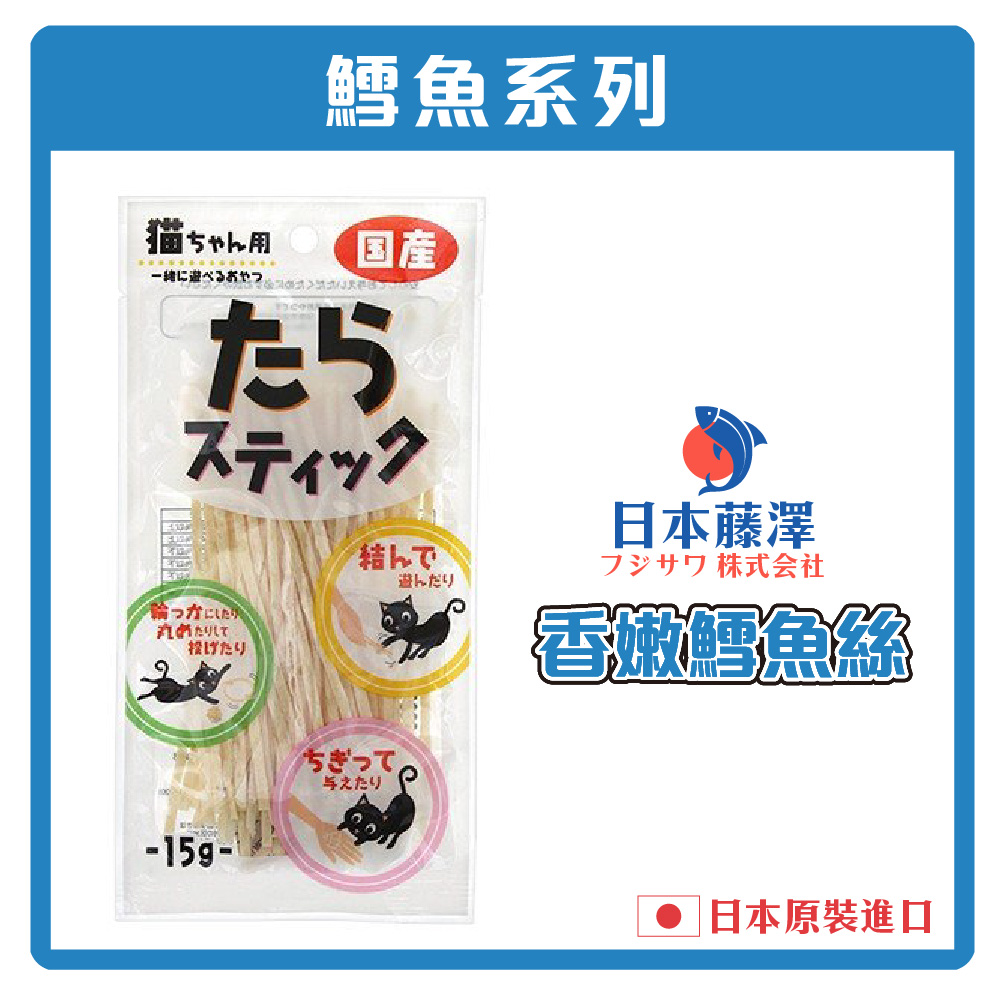 鱈魚系列
猫ちゃん用
一緒に遊べるおやつ
国産
たら
スティック
結んで
遊んだり
輪っかにしたり
丸めたりして
投げたり
ちぎって
与えたり
-15g-
日本藤澤
フジサワ 株式会社
香嫩鱈魚絲
日本原裝進口